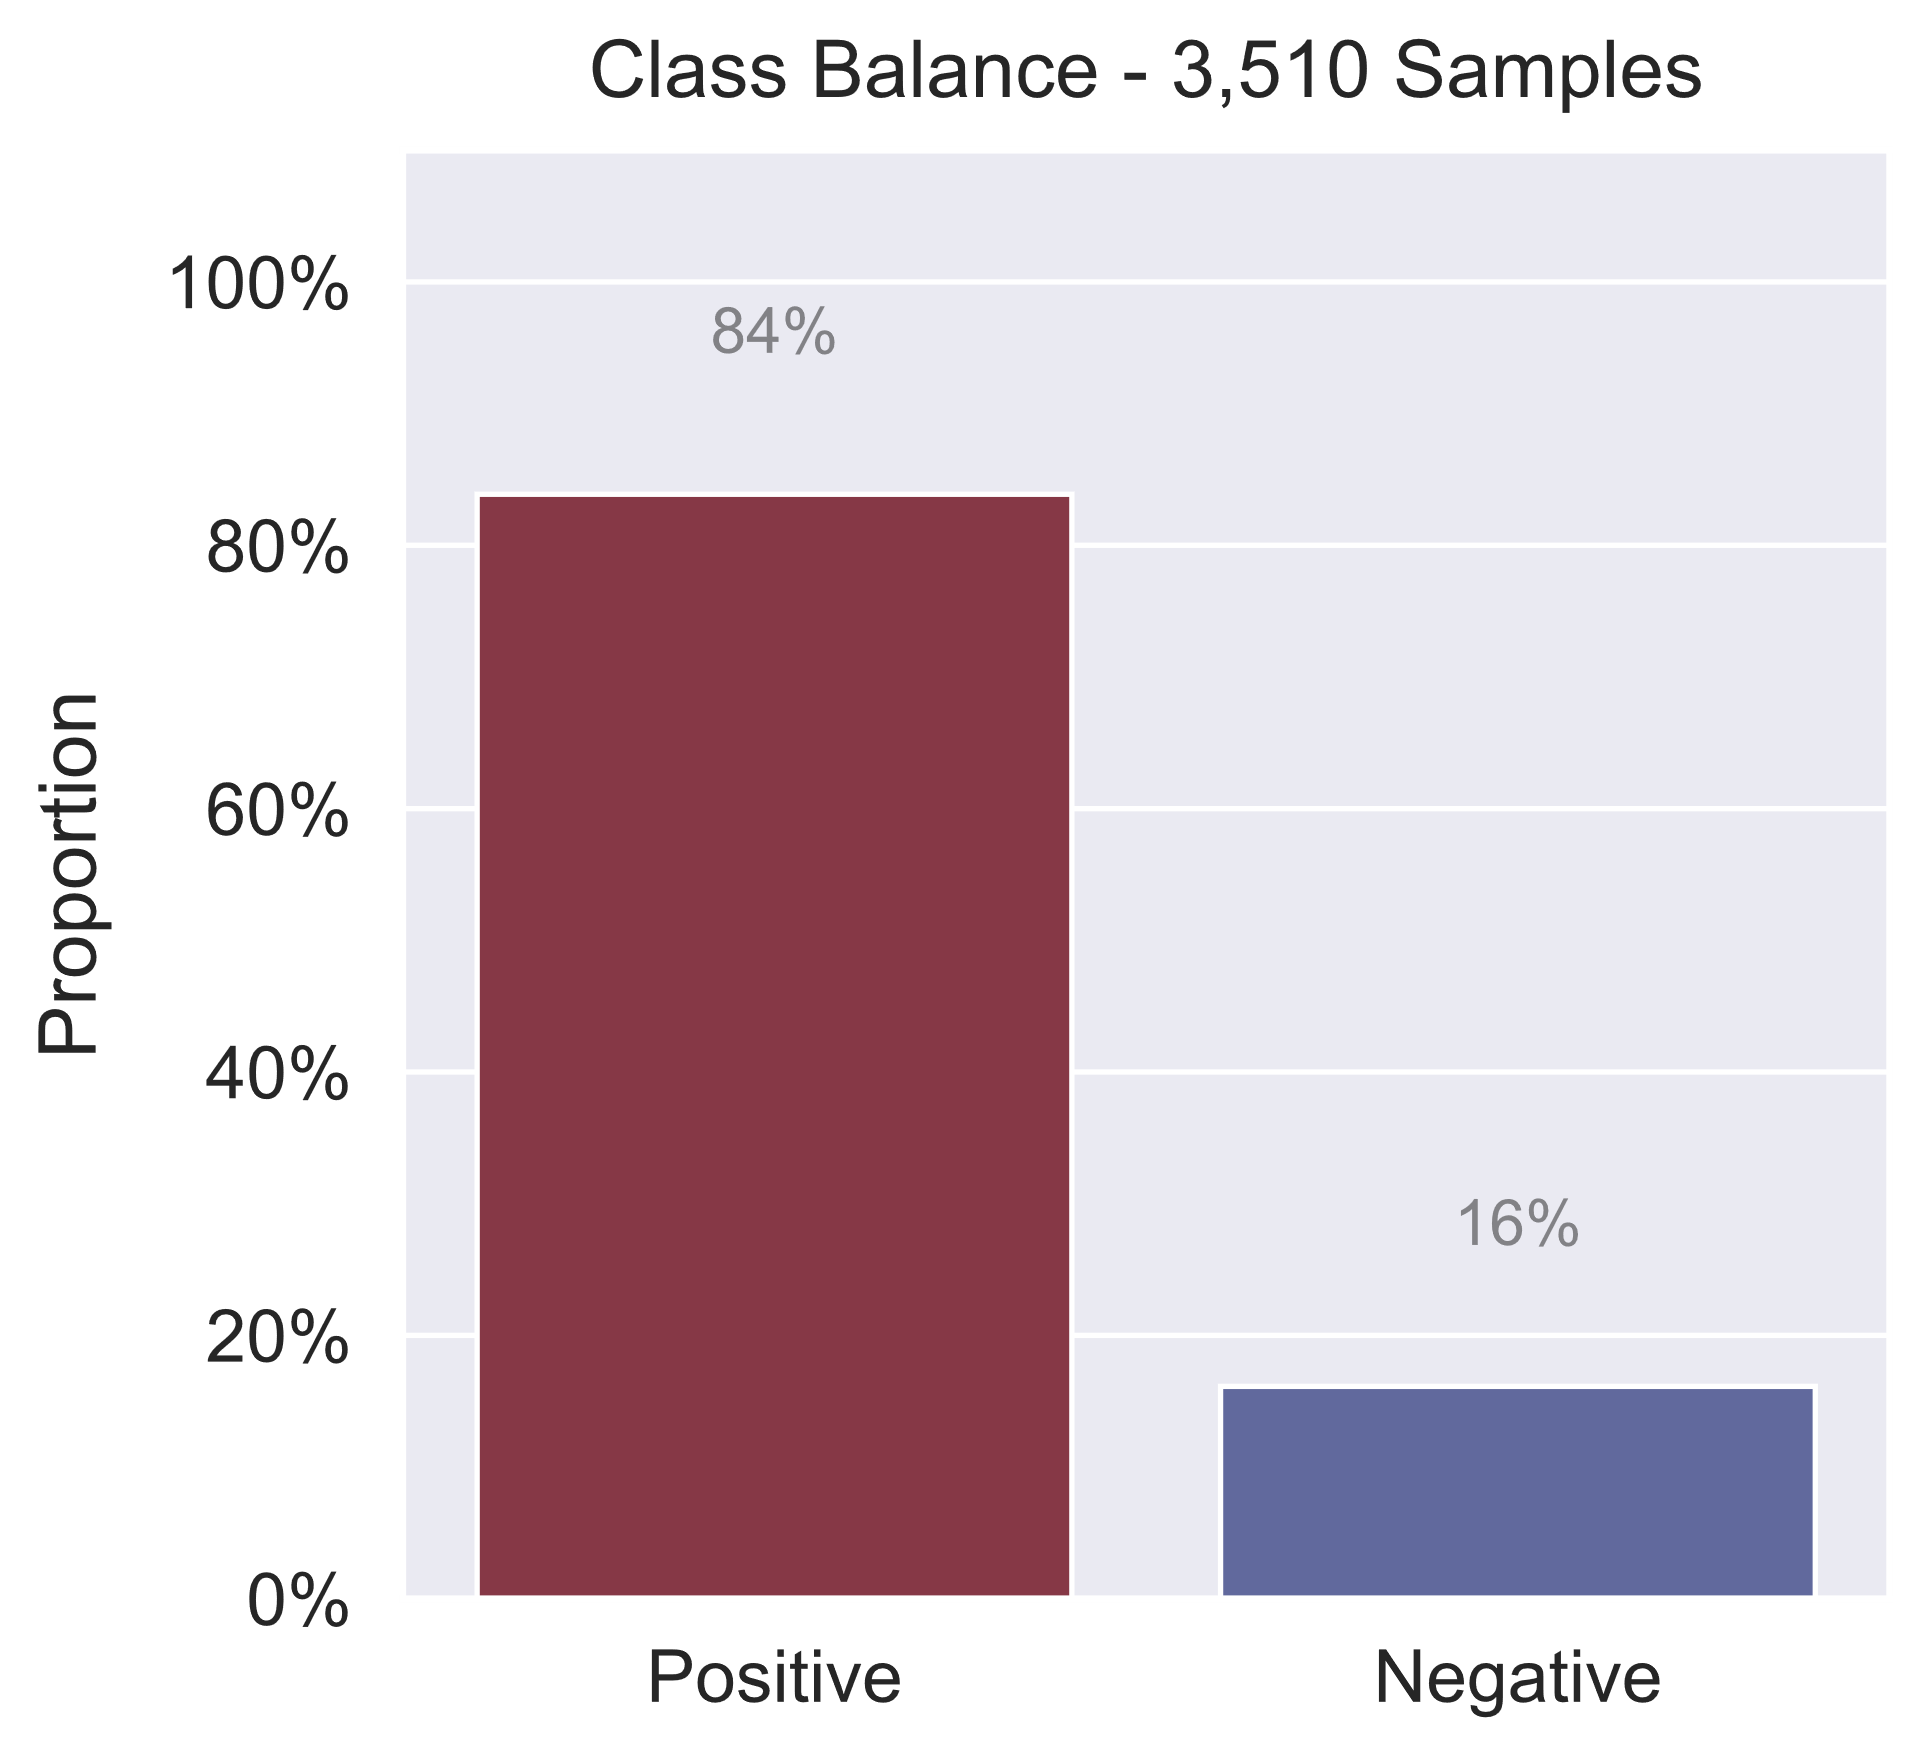 Class Balance - 3,510 Samples
100%
84%
80%
Proportion
60%
40%
16%
20%
0%
Positive
Negative